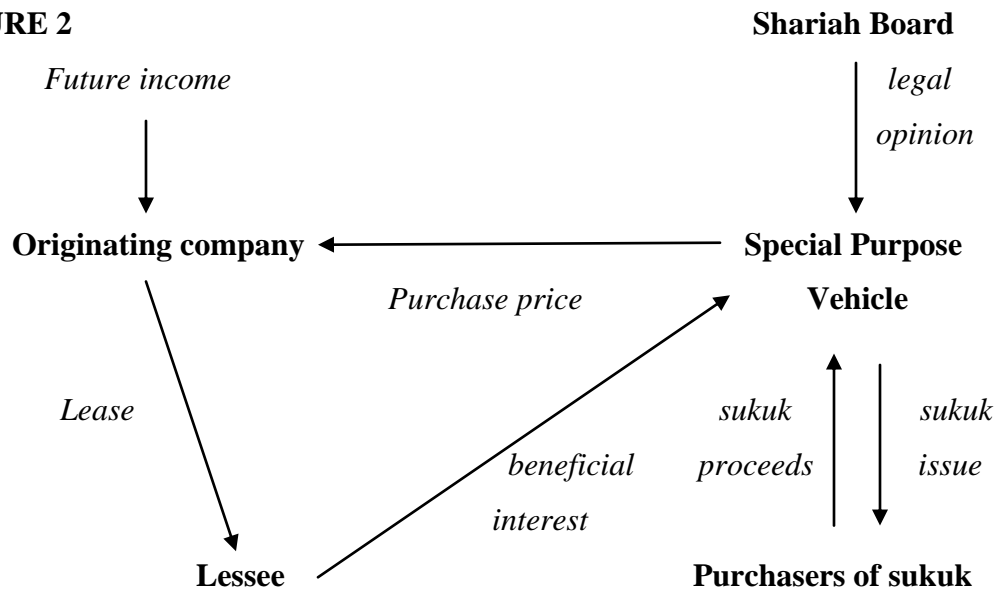 URE 2
Shariah Board
Future income
legal
opinion
Originating company
Special Purpose
Vehicle
Purchase price
Lease
sukuk
proceeds
sukuk
issue
beneficial
interest
Lessee
Purchasers of sukuk